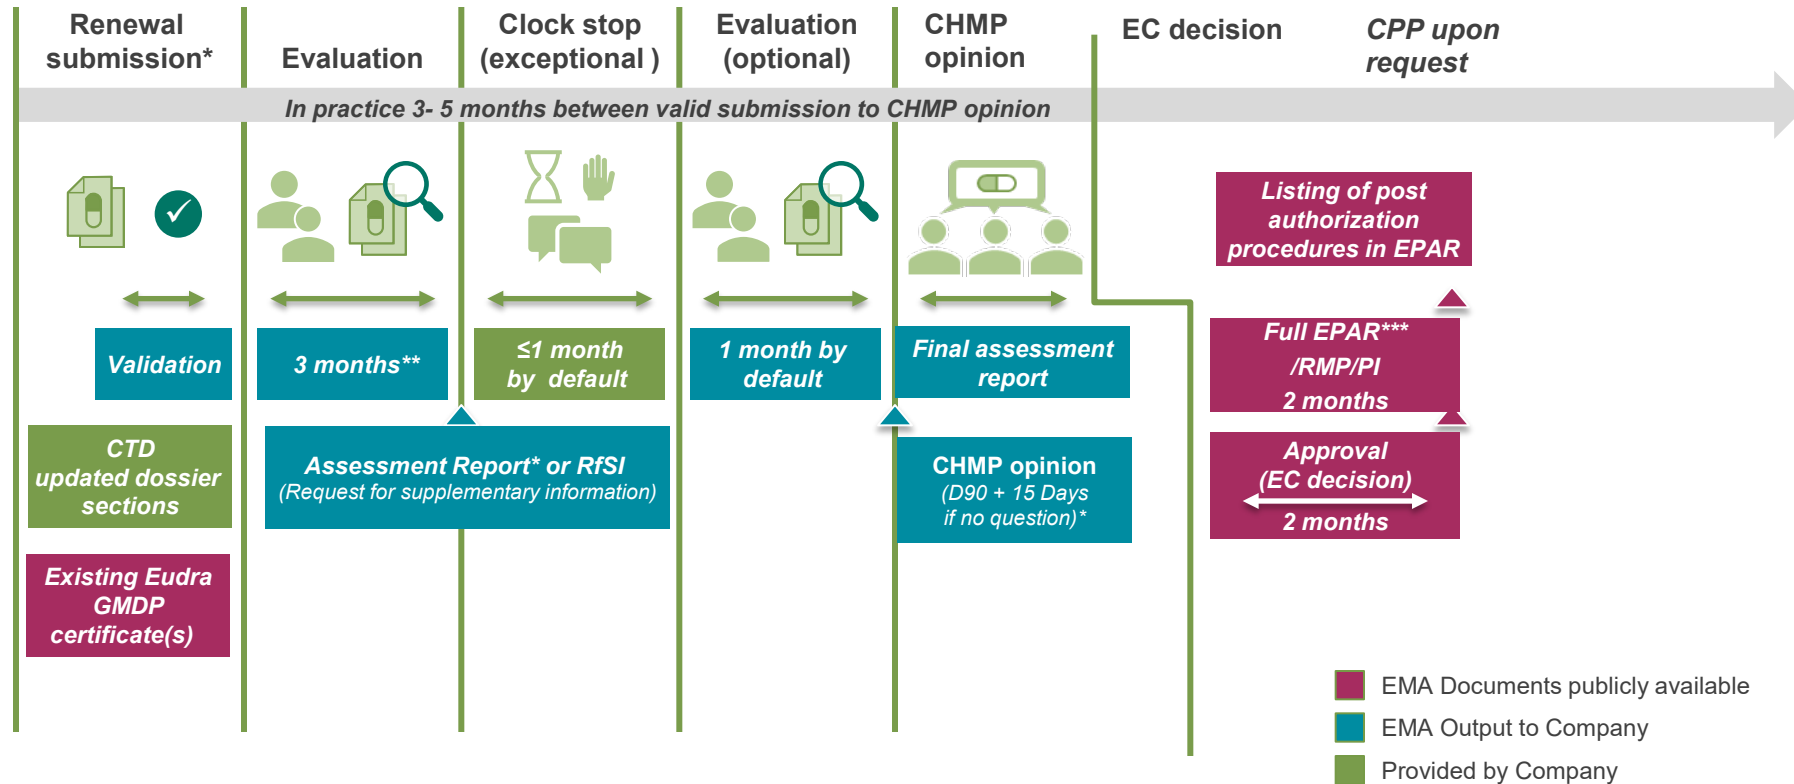 Renewal
submission*
Evaluation
Clock stop
(exceptional )
Evaluation
(optional)
CHMP
opinion
EC decision
CPP upon
request
In practice 3- 5 months between valid submission to CHMP opinion
Validation
3 months**
≤1 month
by default
1 month by
default
Final assessment
report
Listing of post
authorization
procedures in EPAR
Full EPAR***
/RMP/PI
2 months
CTD
updated dossier
sections
Assessment Report* or RfSI
(Request for supplementary information)
CHMP opinion
(D90 + 15 Days
if no question)*
Approval
(EC decision)
2 months
Existing Eudra
GMDP
certificate(s)
EMA Documents publicly available
EMA Output to Company
Provided by Company